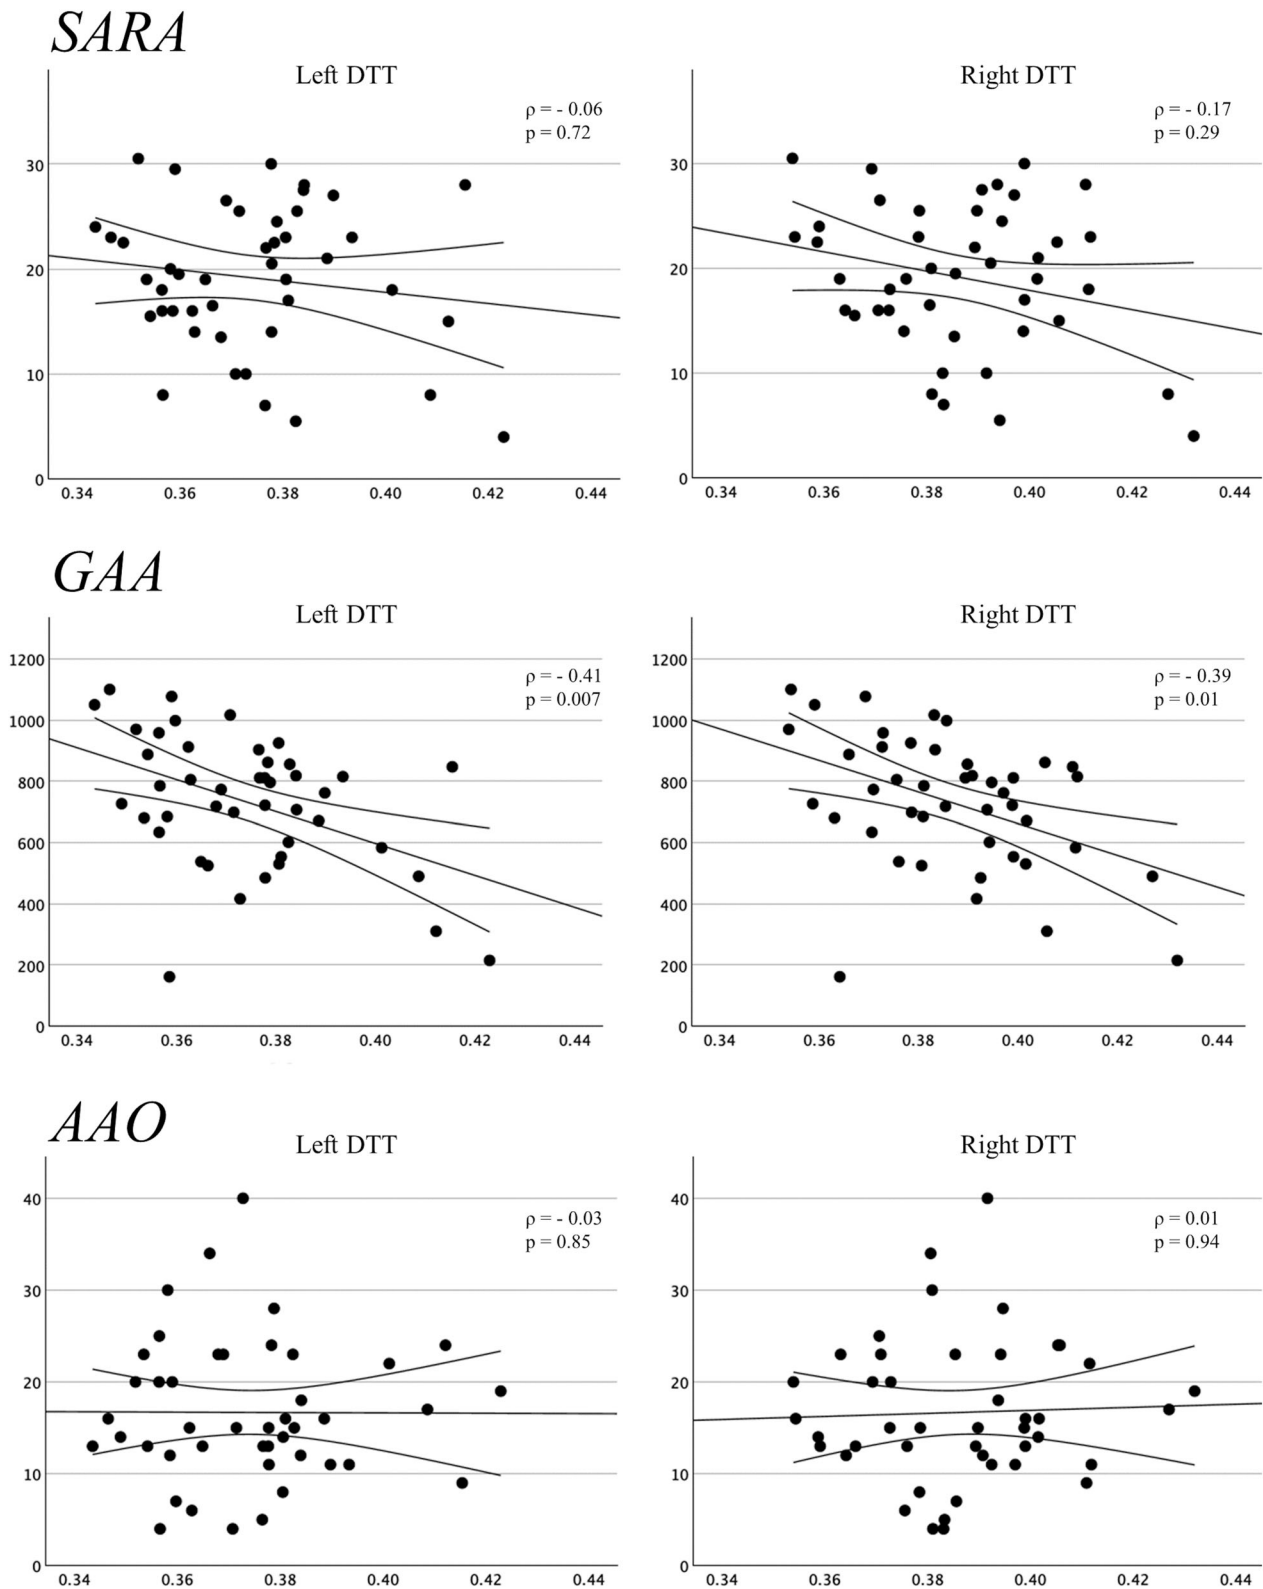 SARA
Left DTT
ρ = - 0.06
p = 0.72
30
20
10
0
0.34 0.36 0.38 0.40 0.42 0.44
Right DTT
ρ = - 0.17
p = 0.29
30
20
10
0
0.34 0.36 0.38 0.40 0.42 0.44
GAA
Left DTT
ρ = - 0.41
p = 0.007
1200
1000
800
600
400
200
0
0.34 0.36 0.38 0.40 0.42 0.44
Right DTT
ρ = - 0.39
p = 0.01
1200
1000
800
600
400
200
0
0.34 0.36 0.38 0.40 0.42 0.44
AAO
Left DTT
ρ = - 0.03
p = 0.85
40
30
20
10
0
0.34 0.36 0.38 0.40 0.42 0.44
Right DTT
ρ = 0.01
p = 0.94
40
30
20
10
0
0.34 0.36 0.38 0.40 0.42 0.44